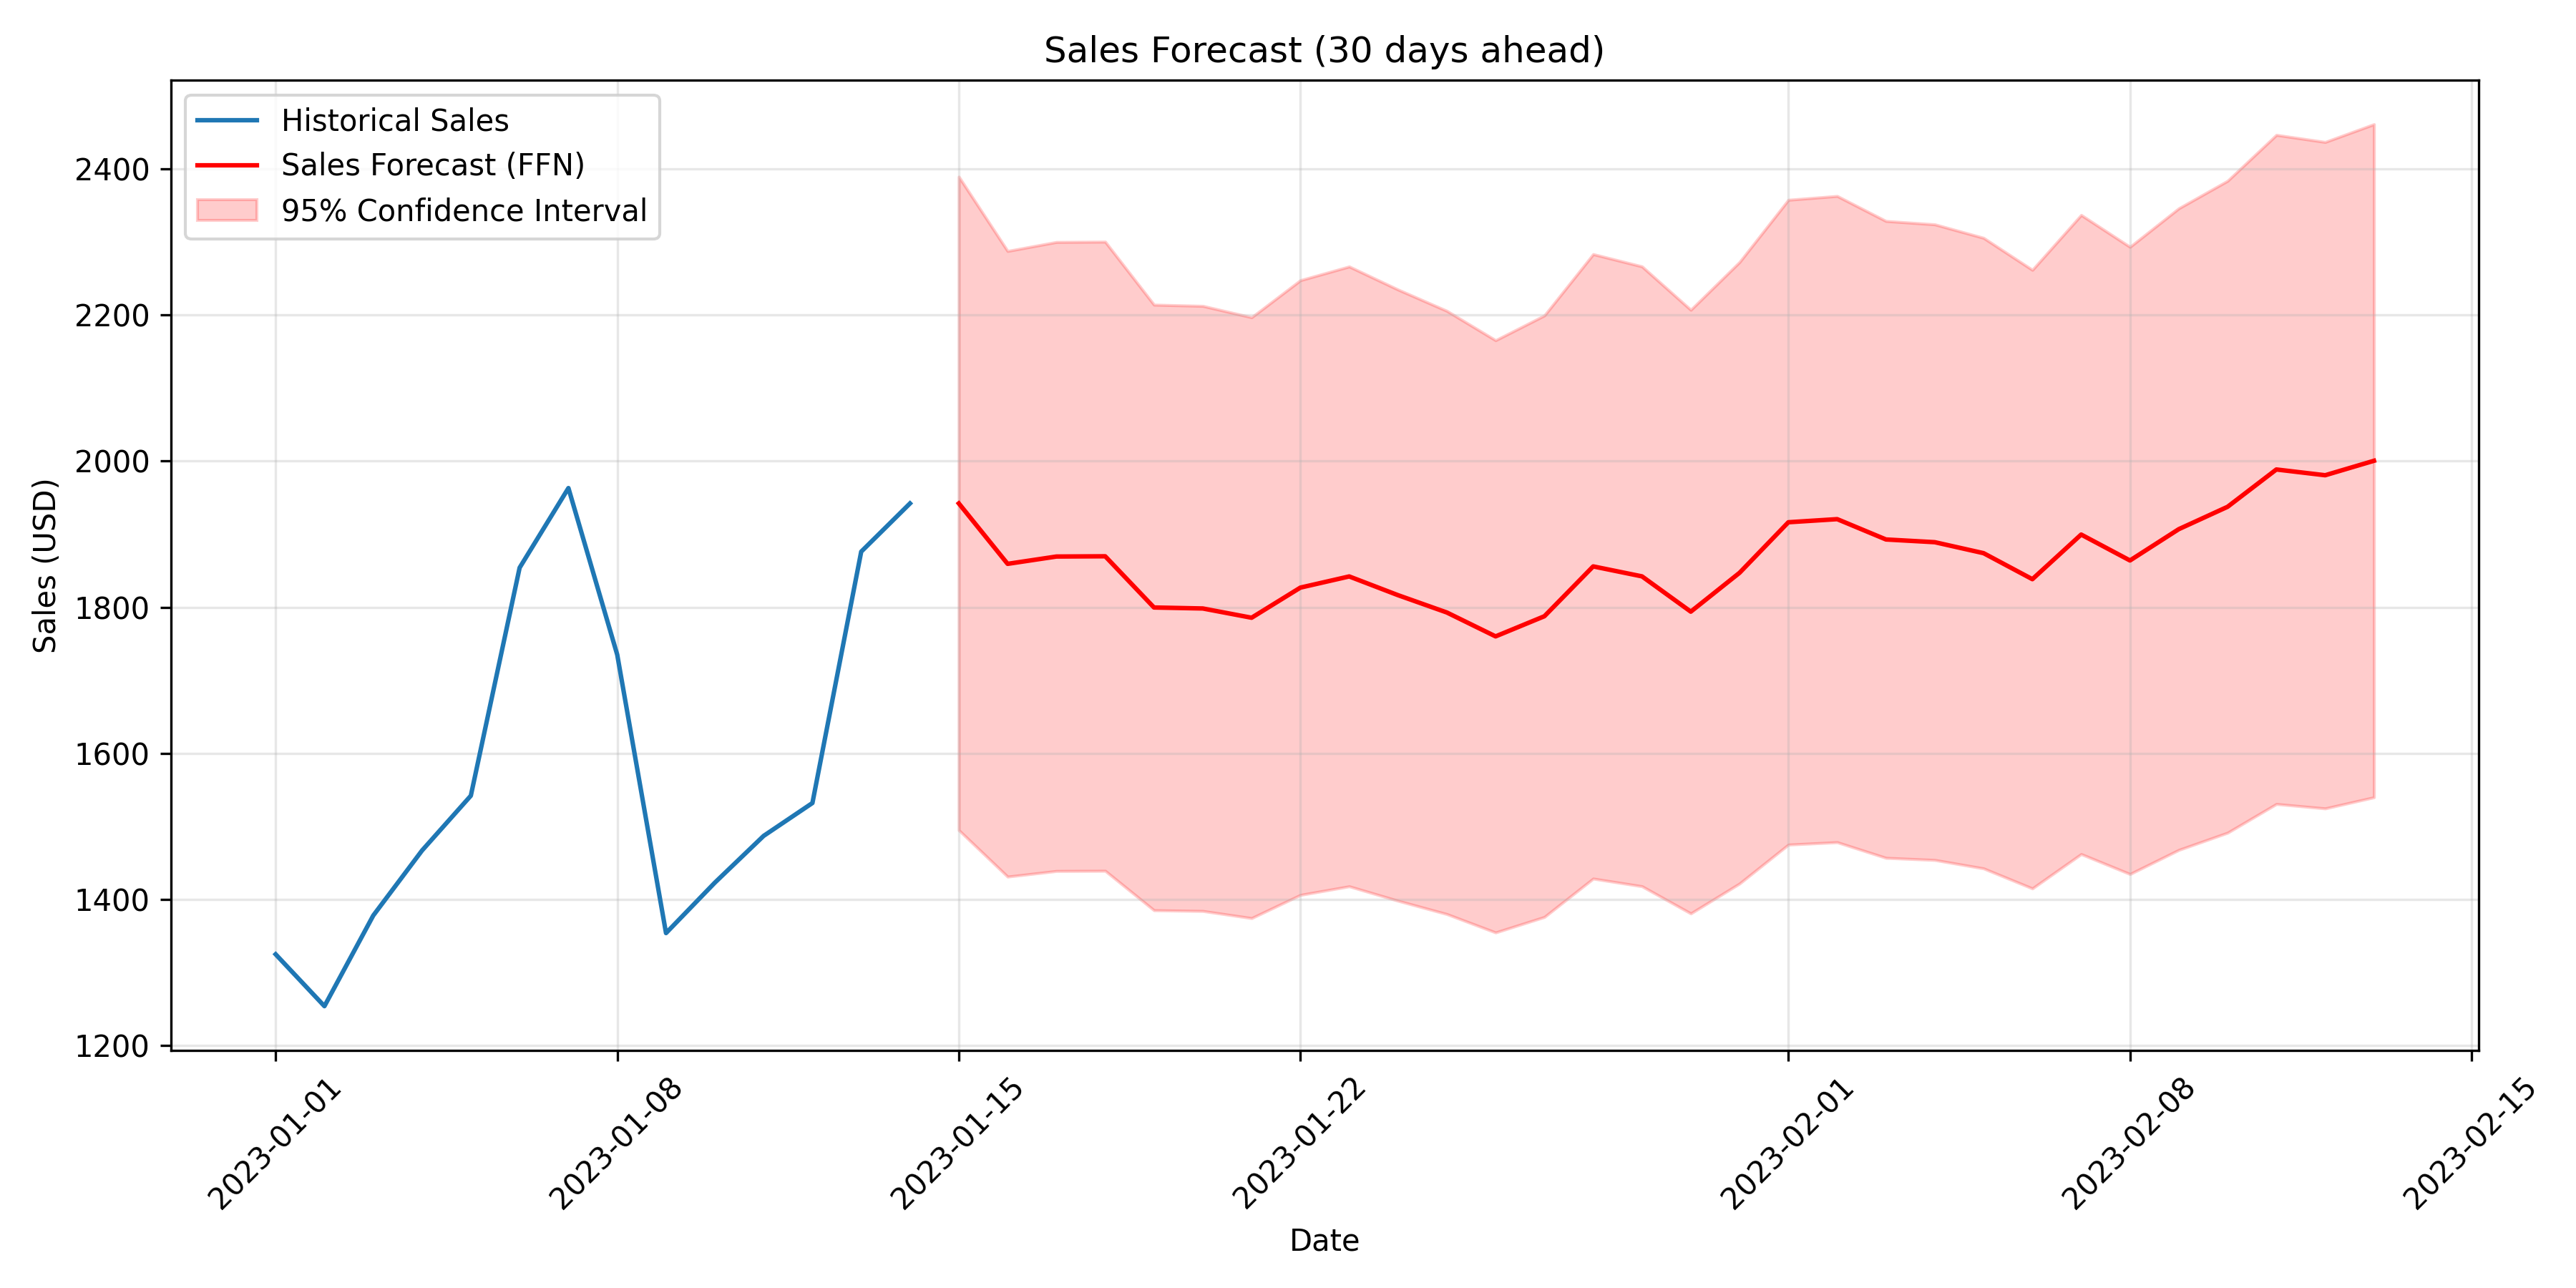 Sales Forecast (30 days ahead)
Historical Sales
Sales Forecast (FFN)
95% Confidence Interval
Sales (USD)
2400
2200
2000
1800
1600
1400
1200
2023-01-01
2023-01-08
2023-01-15
2023-01-22
2023-02-01
2023-02-08
2023-02-15
Date